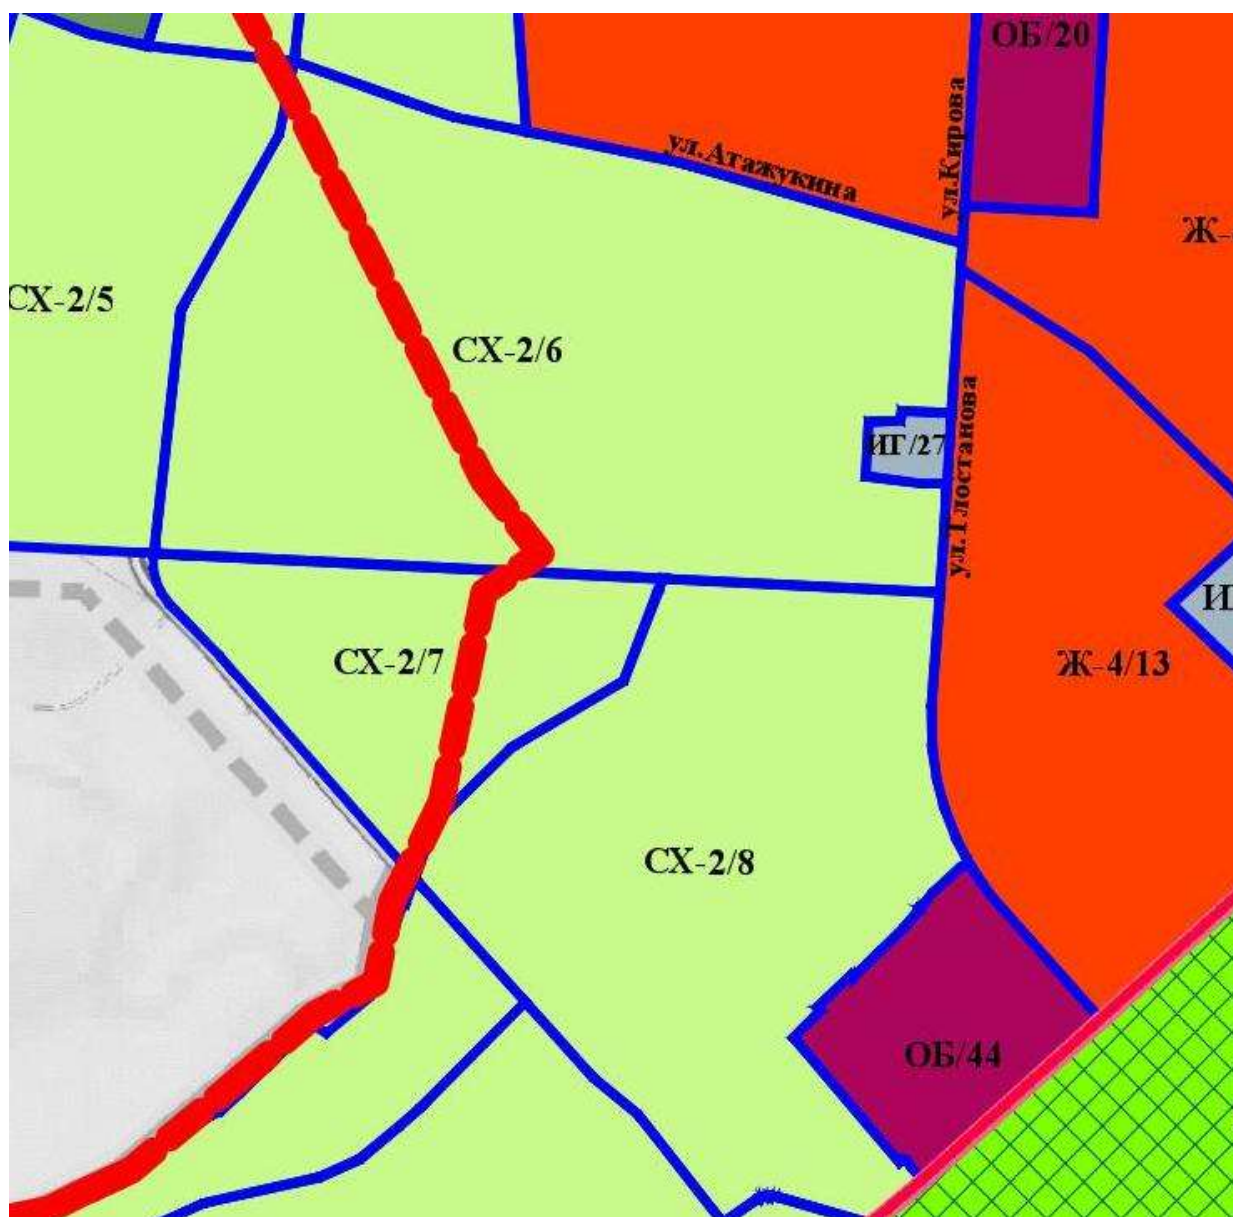 ОБ/20
ул.Кирова
ул.Атажукина
Ж-
СХ-2/5
СХ-2/6
ИГ/27
ул.Тлостанова
И
СХ-2/7
Ж-4/13
СХ-2/8
ОБ/44